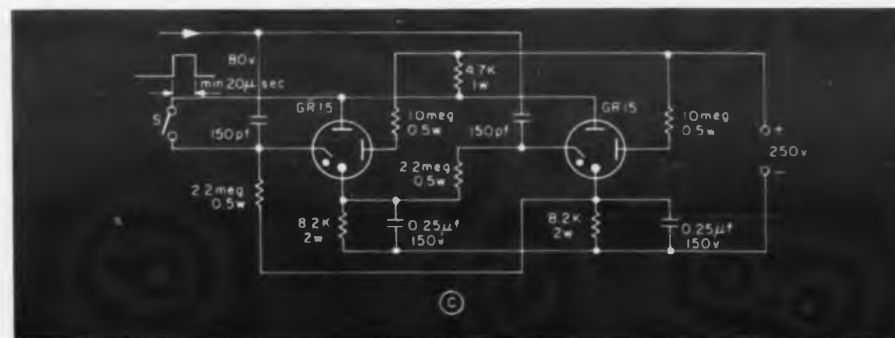 80v
min 20μ sec
S
150pf
2.2meg
0.5w
GR15
10meg
0.5w
4.7K
1w
2.2meg
0.5w
150pf
GR15
10meg
0.5w
+
250v
−
8.2K
2w
0.25μf
150v
8.2K
2w
0.25μf
150v
C